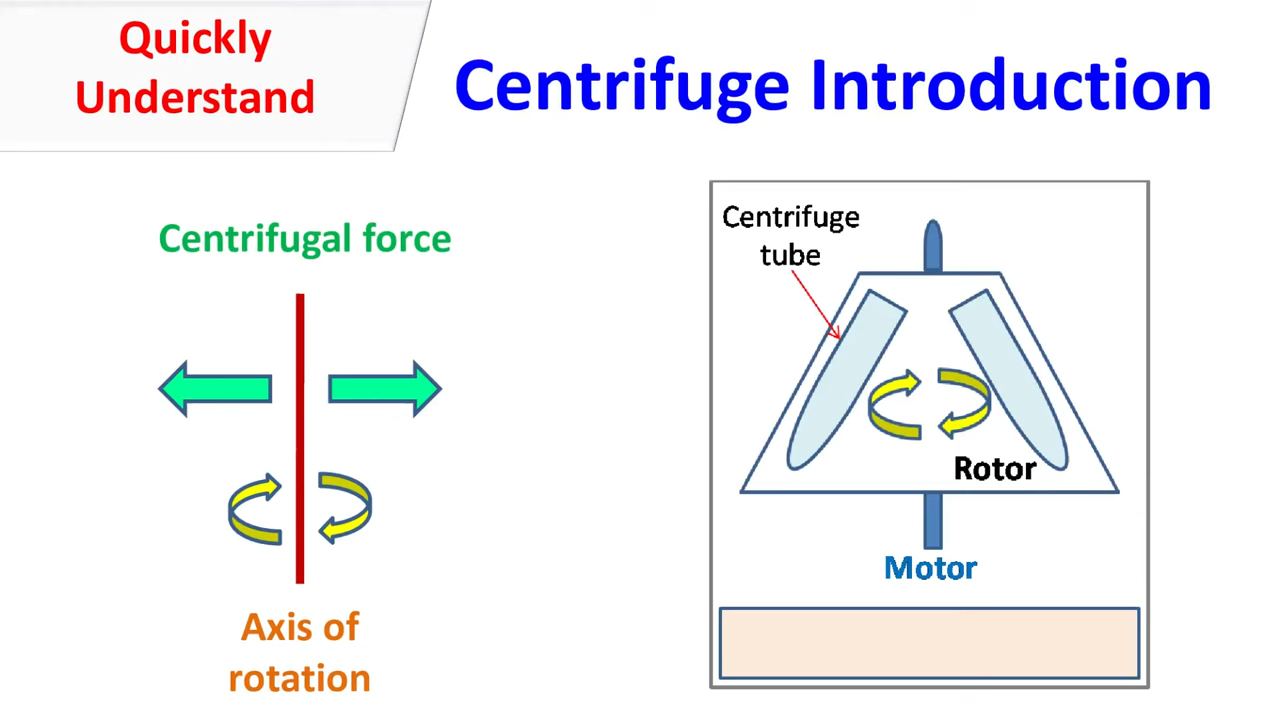 Quickly
Understand
Centrifuge Introduction
Centrifugal force
Axis of
rotation
Centrifuge
tube
Rotor
Motor